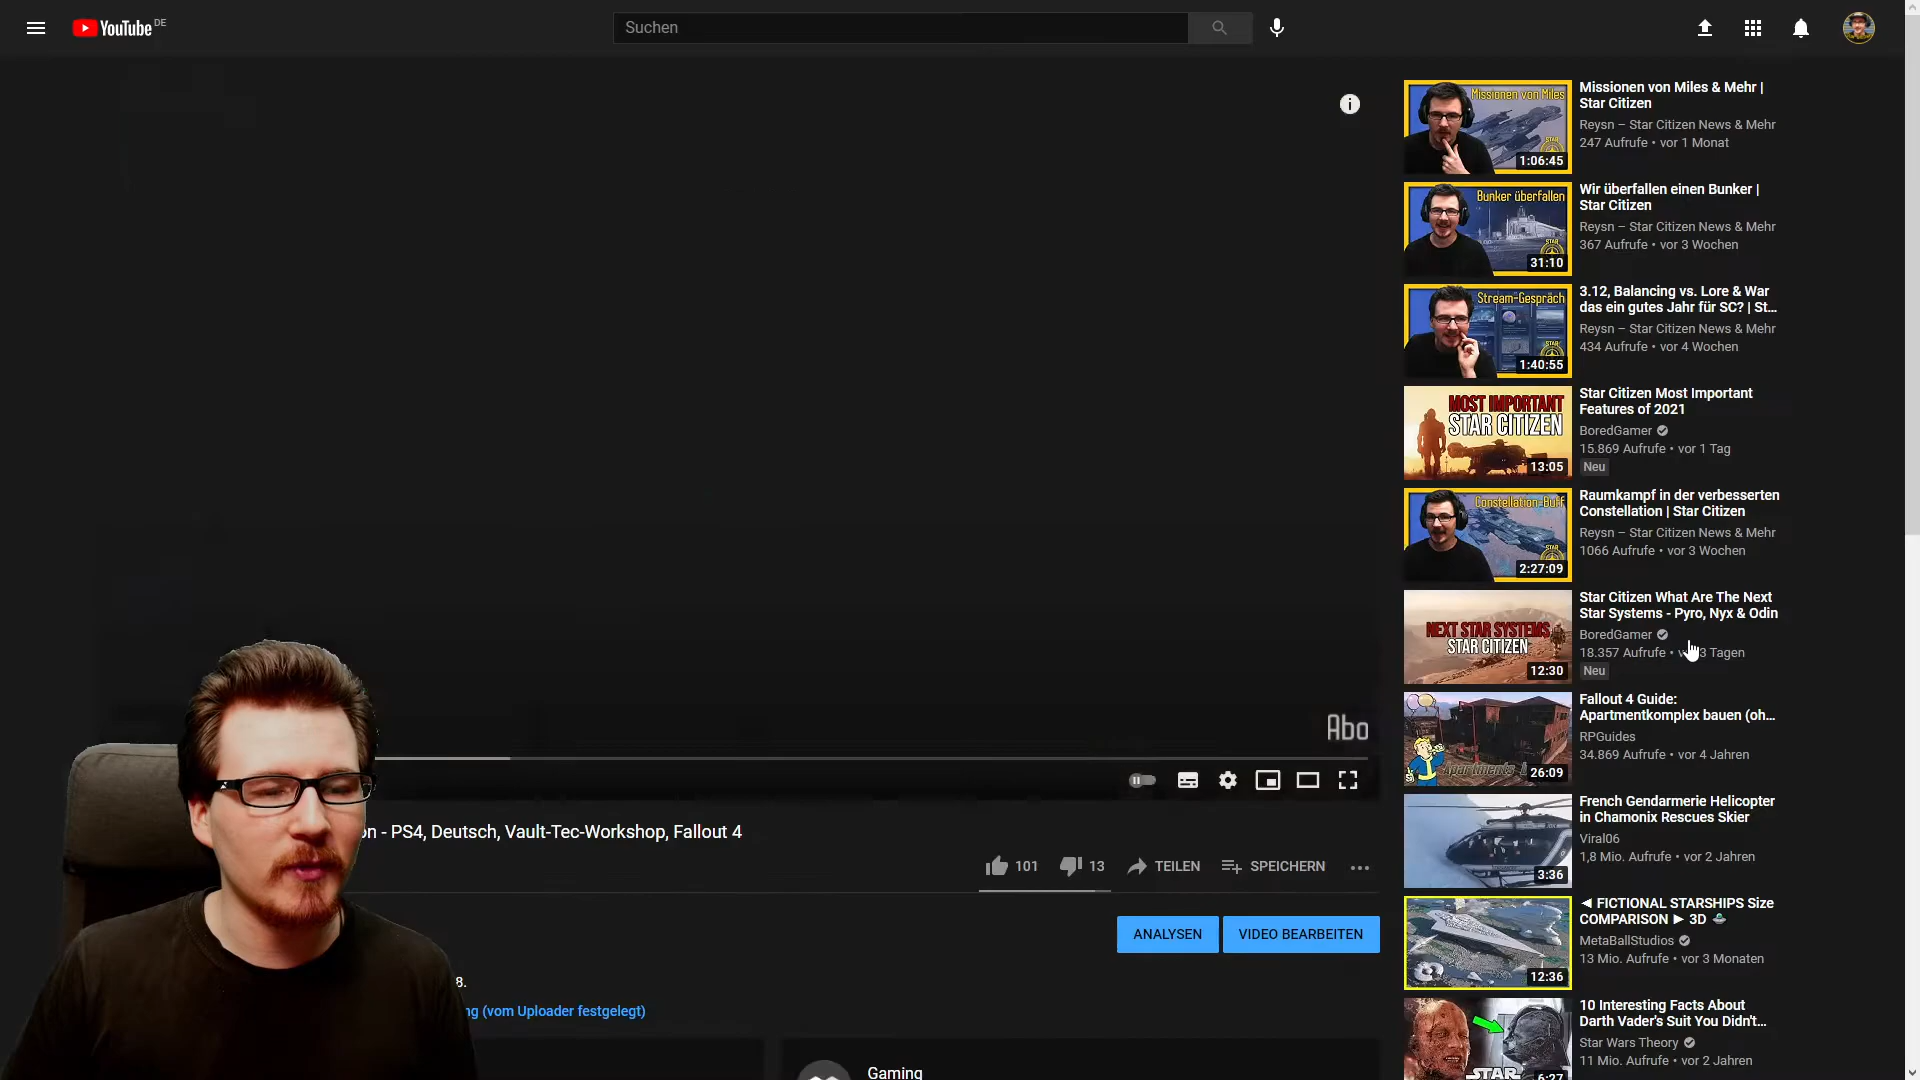 YouTube DE
Suchen
Missionen von Miles
1:06:45
Missionen von Miles & Mehr |
Star Citizen
Reysn – Star Citizen News & Mehr
247 Aufrufe • vor 1 Monat
Bunker überfallen
31:10
Wir überfallen einen Bunker |
Star Citizen
Reysn – Star Citizen News & Mehr
367 Aufrufe • vor 3 Wochen
Stream-Gespräch
1:40:55
3.12, Balancing vs. Lore & War
das ein gutes Jahr für SC? | St...
Reysn – Star Citizen News & Mehr
434 Aufrufe • vor 4 Wochen
MOST IMPORTANT
STAR CITIZEN
13:05
Star Citizen Most Important
Features of 2021
BoredGamer
15.869 Aufrufe • vor 1 Tag
Neu
Constellation-Buff
2:27:09
Raumkampf in der verbesserten
Constellation | Star Citizen
Reysn – Star Citizen News & Mehr
1066 Aufrufe • vor 3 Wochen
NEXT STAR SYSTEMS
STAR CITIZEN
12:30
Star Citizen What Are The Next
Star Systems - Pyro, Nyx & Odin
BoredGamer
18.357 Aufrufe • 3 Tagen
Neu
26:09
Fallout 4 Guide:
Apartmentkomplex bauen (oh...
RPGuides
34.869 Aufrufe • vor 4 Jahren
3:36
French Gendarmerie Helicopter
in Chamonix Rescues Skier
Viral06
1,8 Mio. Aufrufe • vor 2 Jahren
12:36
◄ FICTIONAL STARSHIPS Size
COMPARISON ► 3D 🛸
MetaBallStudios
13 Mio. Aufrufe • vor 3 Monaten
STAR
6:27
10 Interesting Facts About
Darth Vader's Suit You Didn't...
Star Wars Theory
11 Mio. Aufrufe • vor 2 Jahren
Abo
on - PS4, Deutsch, Vault-Tec-Workshop, Fallout 4
101
13
TEILEN
SPEICHERN
ANALYSEN
VIDEO BEARBEITEN
8.
ng (vom Uploader festgelegt)
Gaming